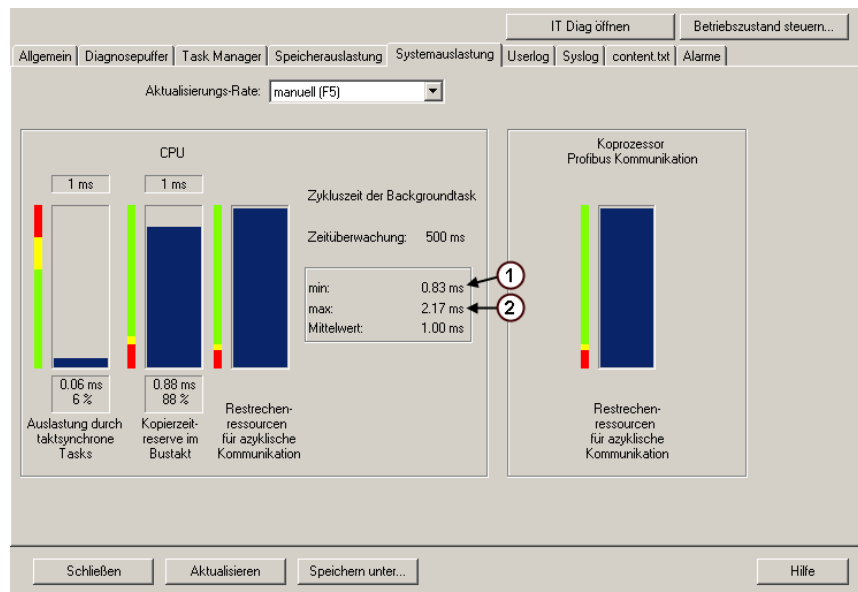 IT Diag öffnen
Betriebszustand steuern...
Allgemein
Diagnosepuffer
Task Manager
Speicherauslastung
Systemauslastung
Userlog
Syslog
content.txt
Alarme
Aktualisierungs-Rate:
manuell (F5)
CPU
1 ms
1 ms
0.06 ms
6 %
Auslastung durch
taktsynchrone
Tasks
0.88 ms
88 %
Kopierzeit-
reserve im
Bustakt
Restrechen-
ressourcen
für azyklische
Kommunikation
Zykluszeit der Backgroundtask
Zeitüberwachung: 500 ms
min: 0.83 ms
1
max: 2.17 ms
2
Mittelwert: 1.00 ms
Koprozessor
Profibus Kommunikation
Restrechen-
ressourcen
für azyklische
Kommunikation
Schließen
Aktualisieren
Speichern unter...
Hilfe